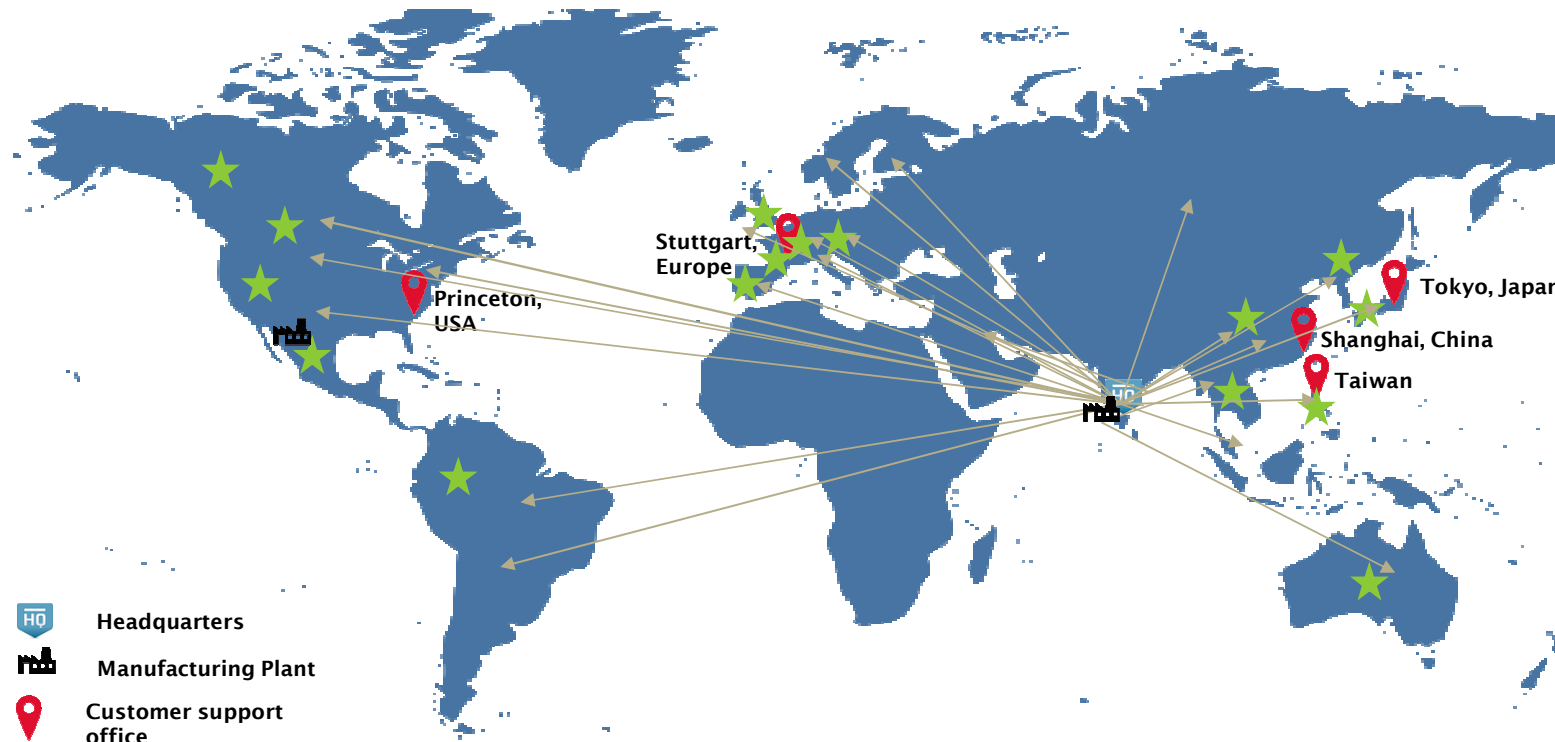 Stuttgart,
Europe
Princeton,
USA
Tokyo, Japan
Shanghai, China
Taiwan
HQ
HQ
Headquarters
Manufacturing Plant
Customer support
office